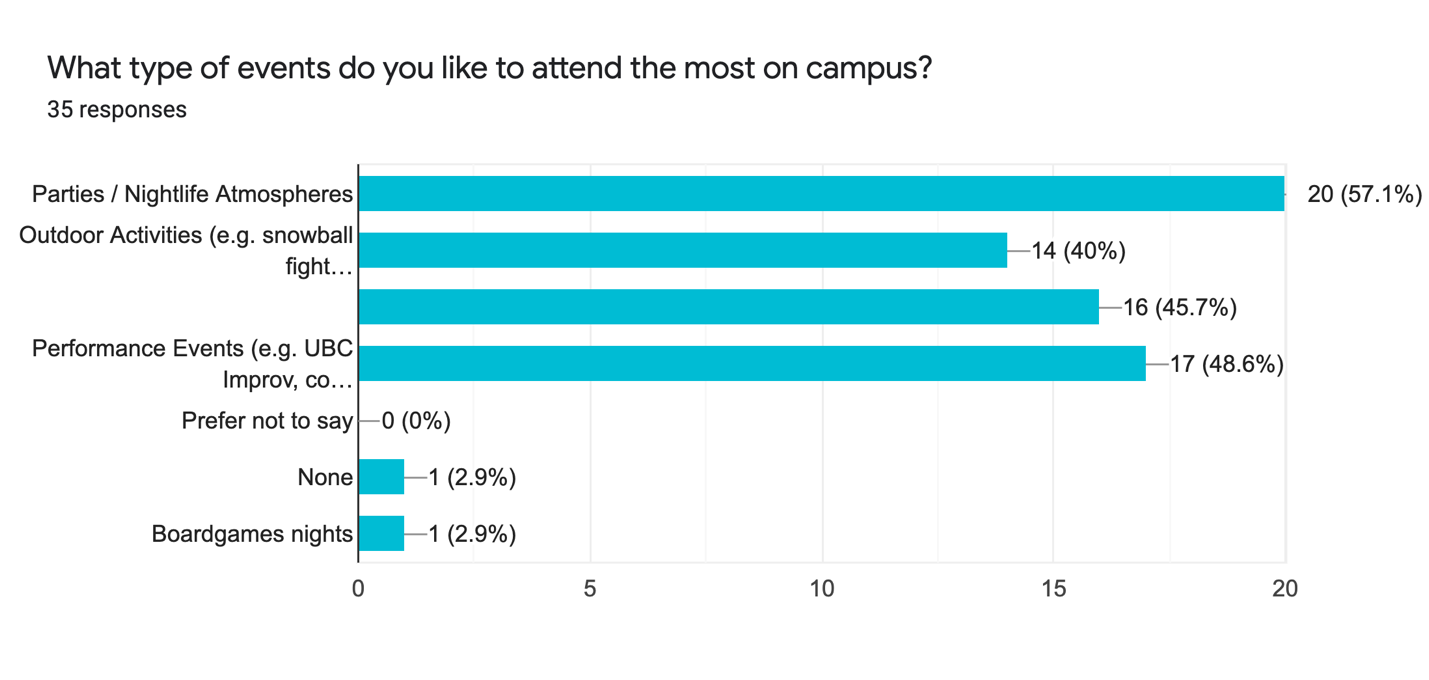 What type of events do you like to attend the most on campus?
35 responses
Parties / Nightlife Atmospheres
20 (57.1%)
Outdoor Activities (e.g. snowball
fight…
14 (40%)
16 (45.7%)
Performance Events (e.g. UBC
Improv, co…
17 (48.6%)
Prefer not to say
0 (0%)
None
1 (2.9%)
Boardgames nights
1 (2.9%)
0 5 10 15 20